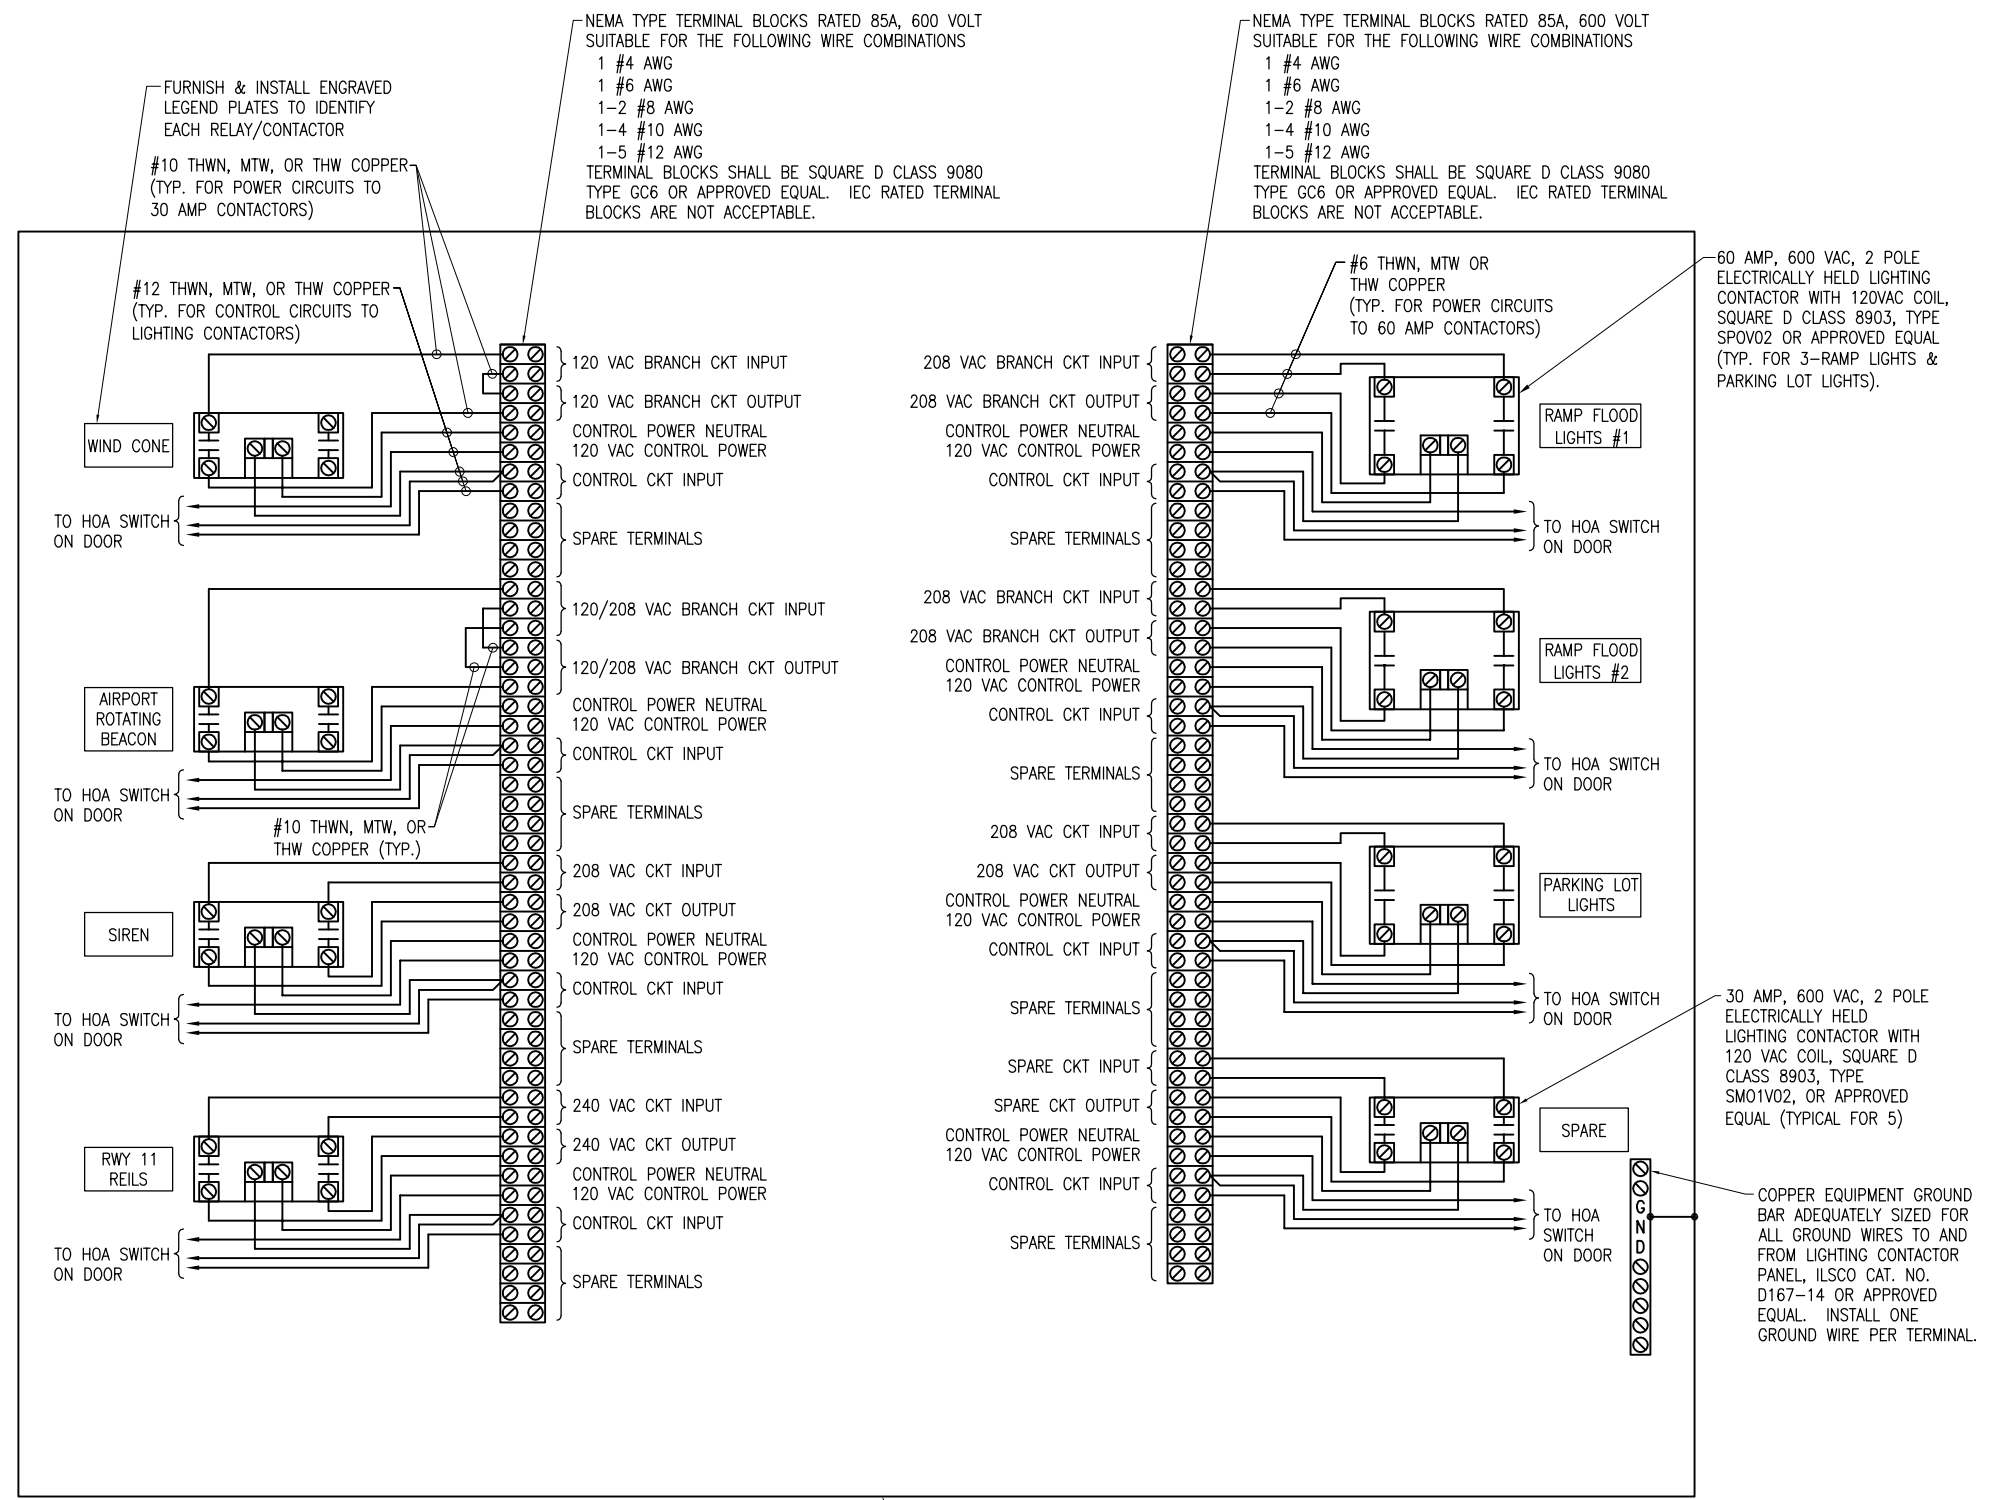 NEMA TYPE TERMINAL BLOCKS RATED 85A, 600 VOLT
SUITABLE FOR THE FOLLOWING WIRE COMBINATIONS
1 #4 AWG
1 #6 AWG
1-2 #8 AWG
1-4 #10 AWG
1-5 #12 AWG
TERMINAL BLOCKS SHALL BE SQUARE D CLASS 9080
TYPE GC6 OR APPROVED EQUAL. IEC RATED TERMINAL
BLOCKS ARE NOT ACCEPTABLE.
NEMA TYPE TERMINAL BLOCKS RATED 85A, 600 VOLT
SUITABLE FOR THE FOLLOWING WIRE COMBINATIONS
1 #4 AWG
1 #6 AWG
1-2 #8 AWG
1-4 #10 AWG
1-5 #12 AWG
TERMINAL BLOCKS SHALL BE SQUARE D CLASS 9080
TYPE GC6 OR APPROVED EQUAL. IEC RATED TERMINAL
BLOCKS ARE NOT ACCEPTABLE.
FURNISH & INSTALL ENGRAVED
LEGEND PLATES TO IDENTIFY
EACH RELAY/CONTACTOR
#10 THWN, MTW, OR THW COPPER
(TYP. FOR POWER CIRCUITS TO
30 AMP CONTACTORS)
#12 THWN, MTW, OR THW COPPER
(TYP. FOR CONTROL CIRCUITS TO
LIGHTING CONTACTORS)
WIND CONE
TO HOA SWITCH
ON DOOR
120 VAC BRANCH CKT INPUT
120 VAC BRANCH CKT OUTPUT
CONTROL POWER NEUTRAL
120 VAC CONTROL POWER
CONTROL CKT INPUT
SPARE TERMINALS
AIRPORT
ROTATING
BEACON
TO HOA SWITCH
ON DOOR
#10 THWN, MTW, OR
THW COPPER (TYP.)
120/208 VAC BRANCH CKT INPUT
120/208 VAC BRANCH CKT OUTPUT
CONTROL POWER NEUTRAL
120 VAC CONTROL POWER
CONTROL CKT INPUT
SPARE TERMINALS
SIREN
TO HOA SWITCH
ON DOOR
208 VAC CKT INPUT
208 VAC CKT OUTPUT
CONTROL POWER NEUTRAL
120 VAC CONTROL POWER
CONTROL CKT INPUT
SPARE TERMINALS
RWY 11
REILS
TO HOA SWITCH
ON DOOR
240 VAC CKT INPUT
240 VAC CKT OUTPUT
CONTROL POWER NEUTRAL
120 VAC CONTROL POWER
CONTROL CKT INPUT
SPARE TERMINALS
#6 THWN, MTW OR
THW COPPER
(TYP. FOR POWER CIRCUITS
TO 60 AMP CONTACTORS)
60 AMP, 600 VAC, 2 POLE
ELECTRICALLY HELD LIGHTING
CONTACTOR WITH 120VAC COIL,
SQUARE D CLASS 8903, TYPE
SPOV02 OR APPROVED EQUAL
(TYP. FOR 3-RAMP LIGHTS &
PARKING LOT LIGHTS).
208 VAC BRANCH CKT INPUT
208 VAC BRANCH CKT OUTPUT
CONTROL POWER NEUTRAL
120 VAC CONTROL POWER
CONTROL CKT INPUT
SPARE TERMINALS
RAMP FLOOD
LIGHTS #1
TO HOA SWITCH
ON DOOR
208 VAC BRANCH CKT INPUT
208 VAC BRANCH CKT OUTPUT
CONTROL POWER NEUTRAL
120 VAC CONTROL POWER
CONTROL CKT INPUT
SPARE TERMINALS
RAMP FLOOD
LIGHTS #2
TO HOA SWITCH
ON DOOR
208 VAC CKT INPUT
208 VAC CKT OUTPUT
CONTROL POWER NEUTRAL
120 VAC CONTROL POWER
CONTROL CKT INPUT
SPARE TERMINALS
PARKING LOT
LIGHTS
TO HOA SWITCH
ON DOOR
SPARE CKT INPUT
SPARE CKT OUTPUT
CONTROL POWER NEUTRAL
120 VAC CONTROL POWER
CONTROL CKT INPUT
SPARE TERMINALS
SPARE
TO HOA
SWITCH
ON DOOR
30 AMP, 600 VAC, 2 POLE
ELECTRICALLY HELD
LIGHTING CONTACTOR WITH
120 VAC COIL, SQUARE D
CLASS 8903, TYPE
SMO1V02, OR APPROVED
EQUAL (TYPICAL FOR 5)
GND
COPPER EQUIPMENT GROUND
BAR ADEQUATELY SIZED FOR
ALL GROUND WIRES TO AND
FROM LIGHTING CONTACTOR
PANEL, ILSCO CAT. NO.
D167-14 OR APPROVED
EQUAL. INSTALL ONE
GROUND WIRE PER TERMINAL.